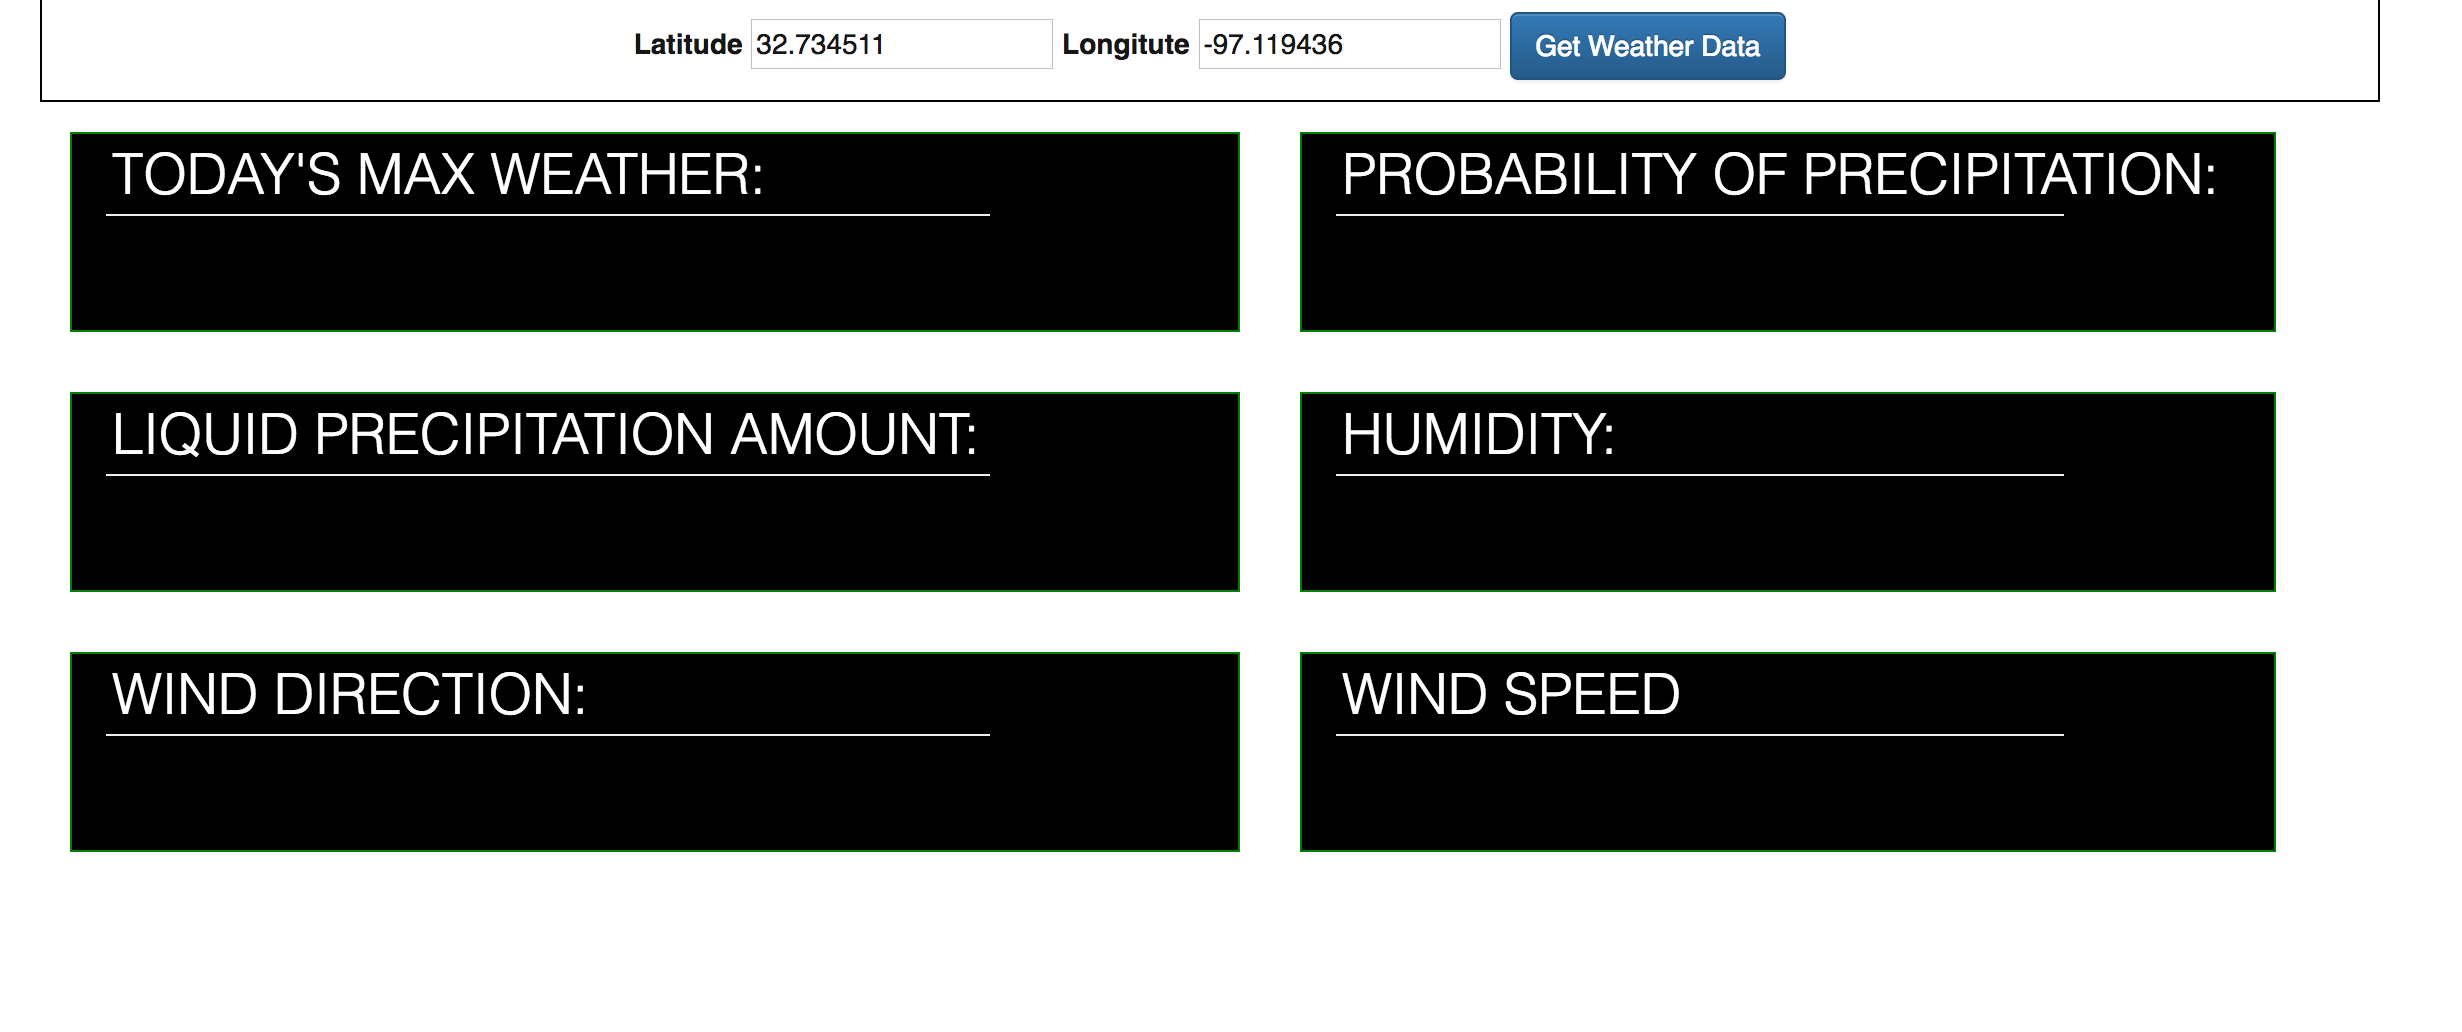 Latitude 32.734511 Longitute -97.119436 Get Weather Data
TODAY'S MAX WEATHER:
PROBABILITY OF PRECIPITATION:
LIQUID PRECIPITATION AMOUNT:
HUMIDITY:
WIND DIRECTION:
WIND SPEED